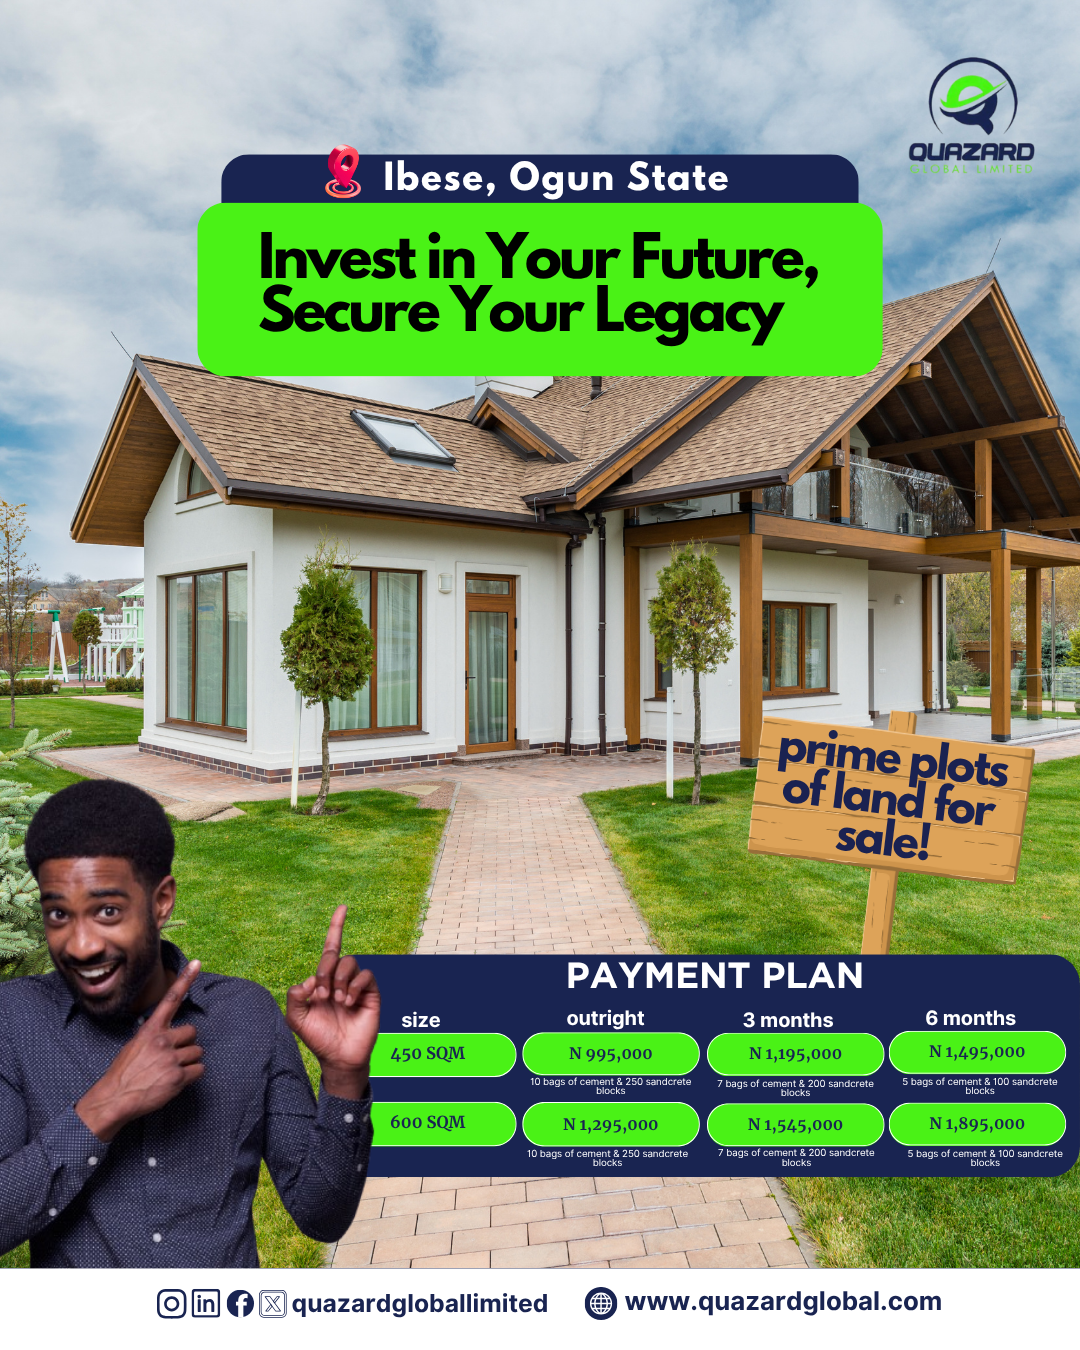 QUAZARD
GLOBAL LIMITED
Ibese, Ogun State
Invest in Your Future,
Secure Your Legacy
prime plots
of land for
sale!
PAYMENT PLAN
size outright 3 months 6 months
450 SQM N 995,000 N 1,195,000 N 1,495,000
10 bags of cement & 250 sandcrete 7 bags of cement & 200 sandcrete 5 bags of cement & 100 sandcrete
blocks blocks blocks
600 SQM N 1,295,000 N 1,545,000 N 1,895,000
10 bags of cement & 250 sandcrete 7 bags of cement & 200 sandcrete 5 bags of cement & 100 sandcrete
blocks blocks blocks
quazardgloballimited www.quazardglobal.com